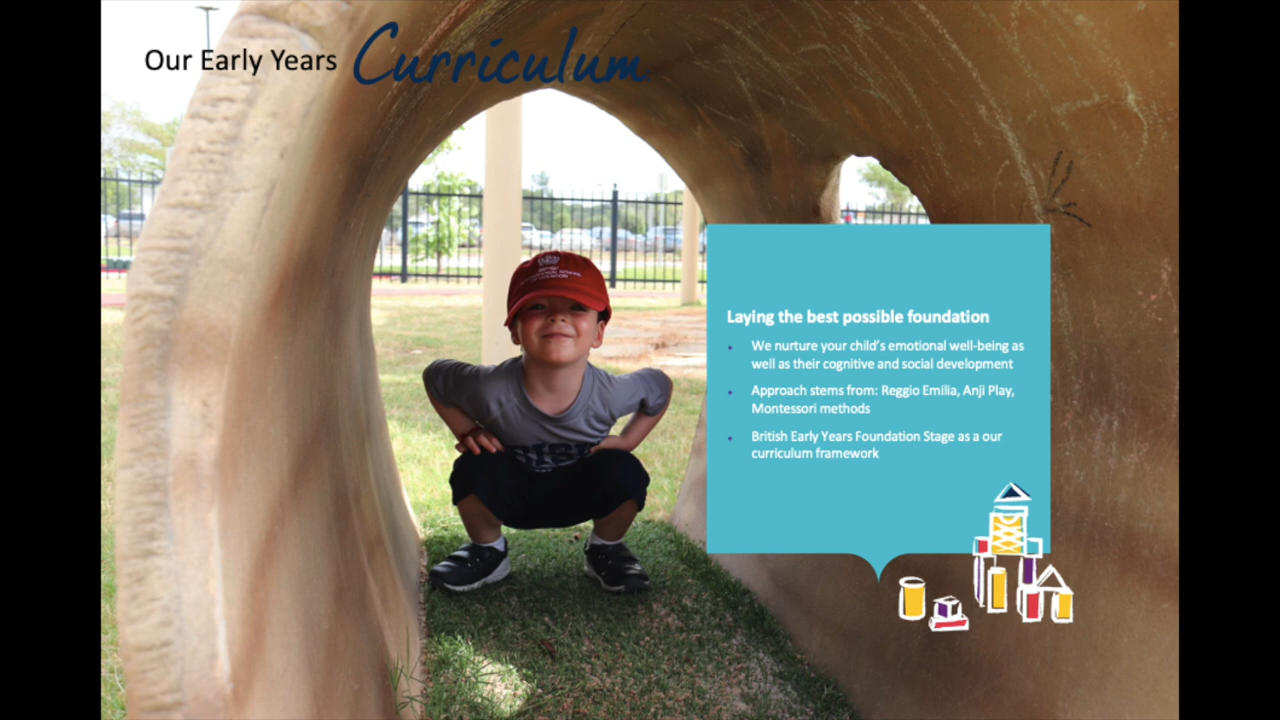 Our Early Years Curriculum
Laying the best possible foundation
We nurture your child's emotional well-being as
well as their cognitive and social development
Approach stems from: Reggio Emilia, Anji Play,
Montessori methods
British Early Years Foundation Stage as a our
curriculum framework